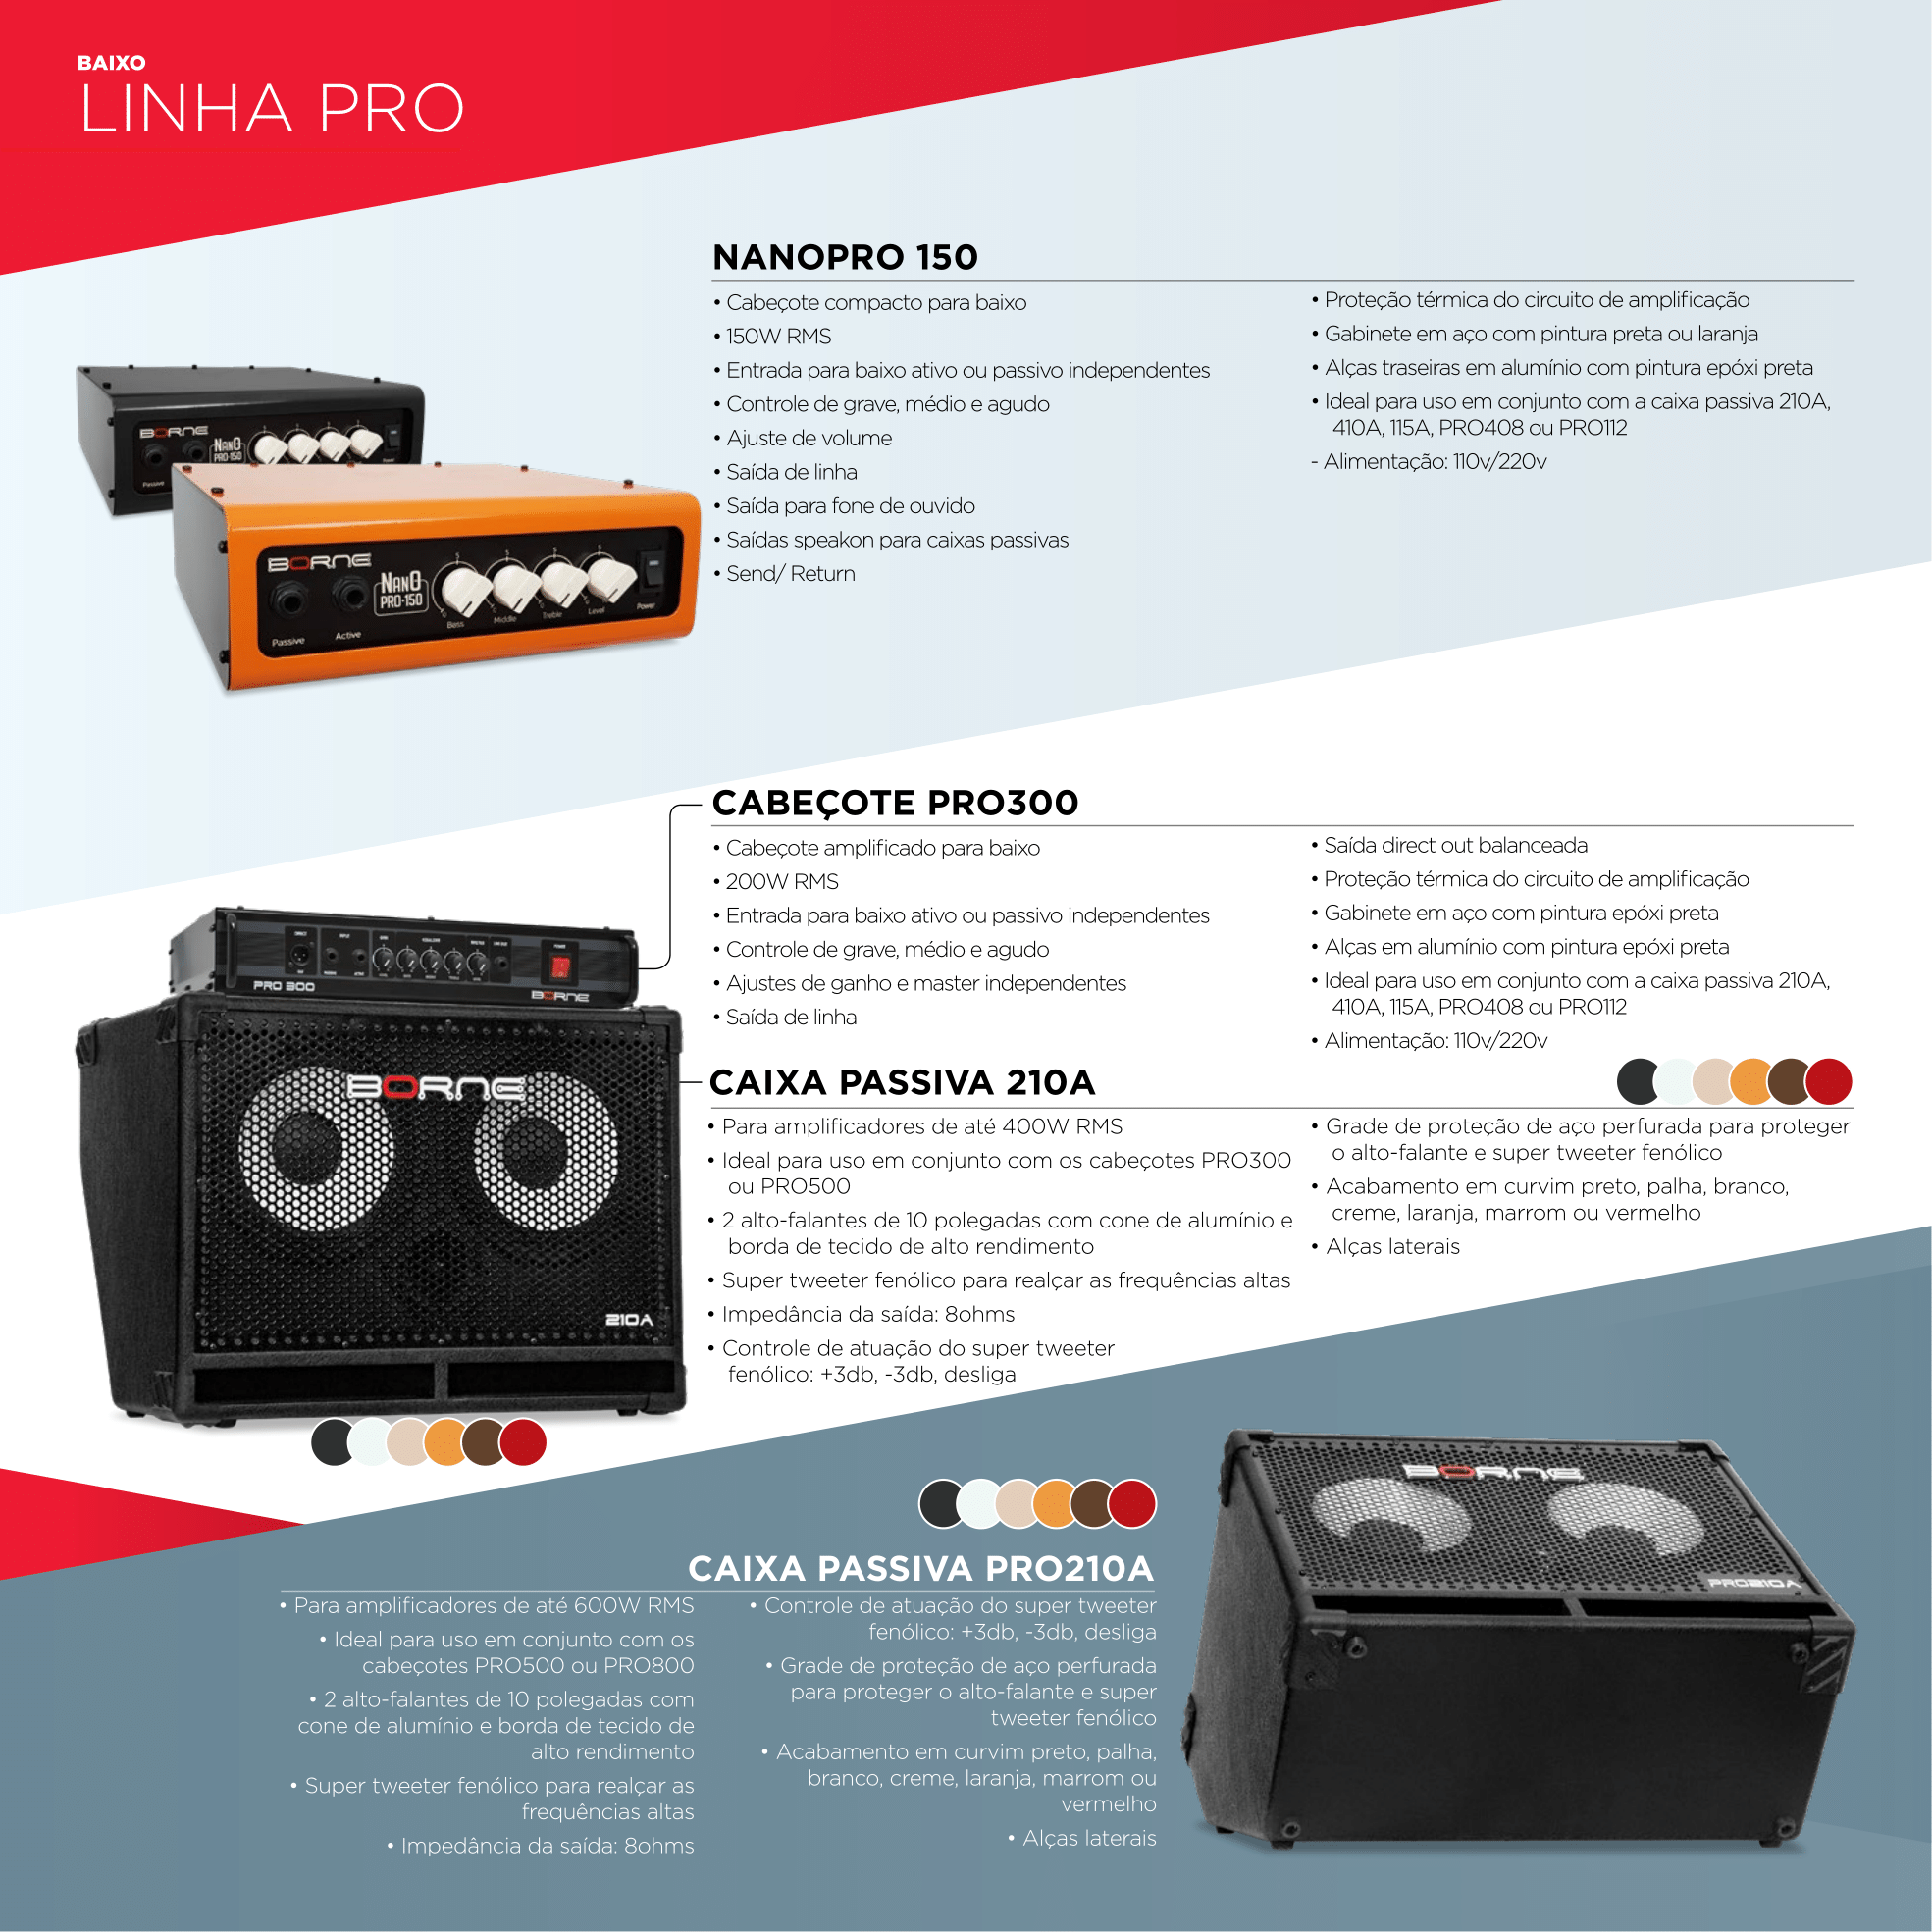 BAIXO
LINHA PRO
NANOPRO 150
• Cabeçote compacto para baixo
• 150W RMS
• Entrada para baixo ativo ou passivo independentes
• Controle de grave, médio e agudo
• Ajuste de volume
• Saída de linha
• Saída para fone de ouvido
• Saídas speakon para caixas passivas
• Send/ Return
• Proteção térmica do circuito de amplificação
• Gabinete em aço com pintura preta ou laranja
• Alças traseiras em alumínio com pintura epóxi preta
• Ideal para uso em conjunto com a caixa passiva 210A,
410A, 115A, PRO408 ou PRO112
- Alimentação: 110v/220v
BORNE
NANO
PRO-150
Passive
Power
BORNE
NANO
PRO-150
Passive
Active
Bass
Middle
Treble
Level
Power
CABEÇOTE PRO300
• Cabeçote amplificado para baixo
• 200W RMS
• Entrada para baixo ativo ou passivo independentes
• Controle de grave, médio e agudo
• Ajustes de ganho e master independentes
• Saída de linha
• Saída direct out balanceada
• Proteção térmica do circuito de amplificação
• Gabinete em aço com pintura epóxi preta
• Alças em alumínio com pintura epóxi preta
• Ideal para uso em conjunto com a caixa passiva 210A,
410A, 115A, PRO408 ou PRO112
• Alimentação: 110v/220v
PRO 300
BORNE
BORNE
210A
CAIXA PASSIVA 210A
• Para amplificadores de até 400W RMS
• Ideal para uso em conjunto com os cabeçotes PRO300
ou PRO500
• 2 alto-falantes de 10 polegadas com cone de alumínio e
borda de tecido de alto rendimento
• Super tweeter fenólico para realçar as frequências altas
• Impedância da saída: 8ohms
• Controle de atuação do super tweeter
fenólico: +3db, -3db, desliga
• Grade de proteção de aço perfurada para proteger
o alto-falante e super tweeter fenólico
• Acabamento em curvim preto, palha, branco,
creme, laranja, marrom ou vermelho
• Alças laterais
CAIXA PASSIVA PRO210A
• Para amplificadores de até 600W RMS
• Ideal para uso em conjunto com os
cabeçotes PRO500 ou PRO800
• 2 alto-falantes de 10 polegadas com
cone de alumínio e borda de tecido de
alto rendimento
• Super tweeter fenólico para realçar as
frequências altas
• Impedância da saída: 8ohms
• Controle de atuação do super tweeter
fenólico: +3db, -3db, desliga
• Grade de proteção de aço perfurada
para proteger o alto-falante e super
tweeter fenólico
• Acabamento em curvim preto, palha,
branco, creme, laranja, marrom ou
vermelho
• Alças laterais
BORNE
PRO210A